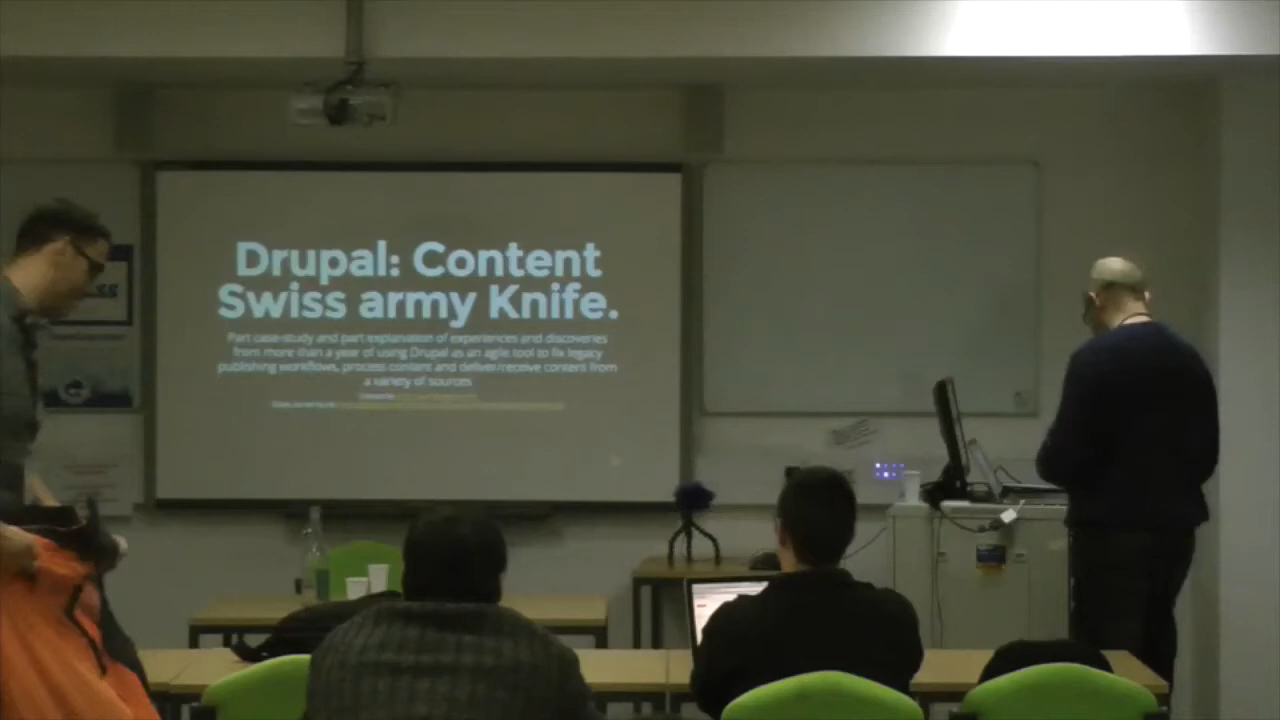 Drupal: Content
Swiss army Knife.
Part case-study and part explanation of experiences and discoveries
from more than a year of using Drupal as an agile tool to fix legacy
publishing workflows, process content and deliver/receive content from
a variety of sources